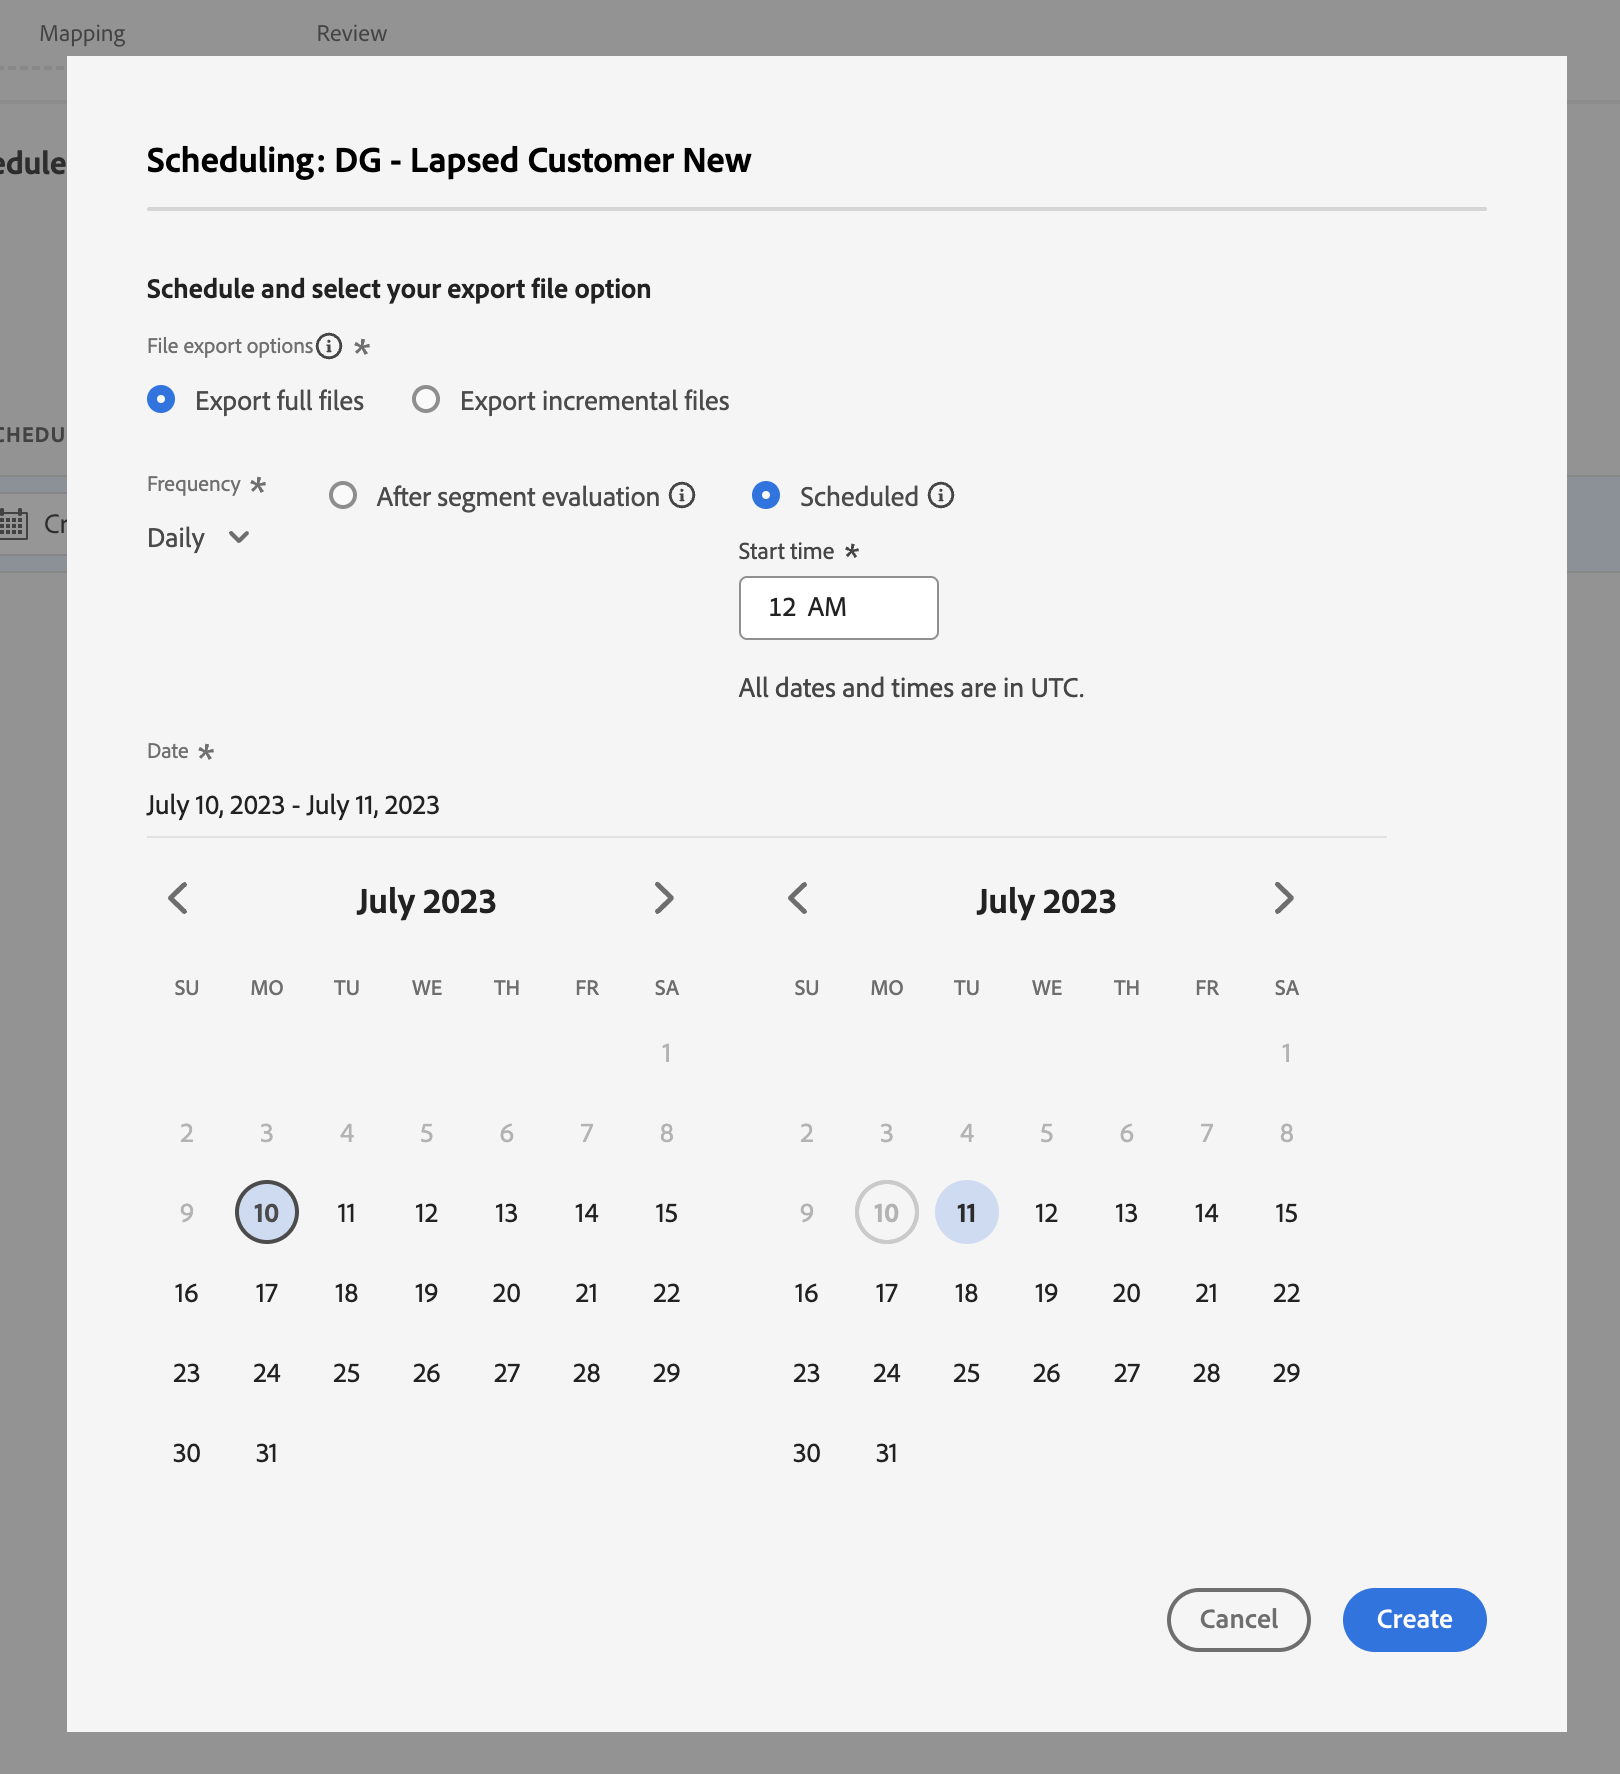 Mapping Review
edule
Scheduling: DG - Lapsed Customer New
Schedule and select your export file option
File export options *
Export full files Export incremental files
CHEDU
Frequency * After segment evaluation Scheduled
Cr
Daily
Start time *
12 AM
All dates and times are in UTC.
Date *
July 10, 2023 - July 11, 2023
July 2023 July 2023
SU MO TU WE TH FR SA SU MO TU WE TH FR SA
1 1
2 3 4 5 6 7 8 2 3 4 5 6 7 8
9 10 11 12 13 14 15 9 10 11 12 13 14 15
16 17 18 19 20 21 22 16 17 18 19 20 21 22
23 24 25 26 27 28 29 23 24 25 26 27 28 29
30 31 30 31
Cancel Create